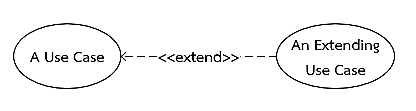 A Use Case
<<extend>>
An Extending
Use Case